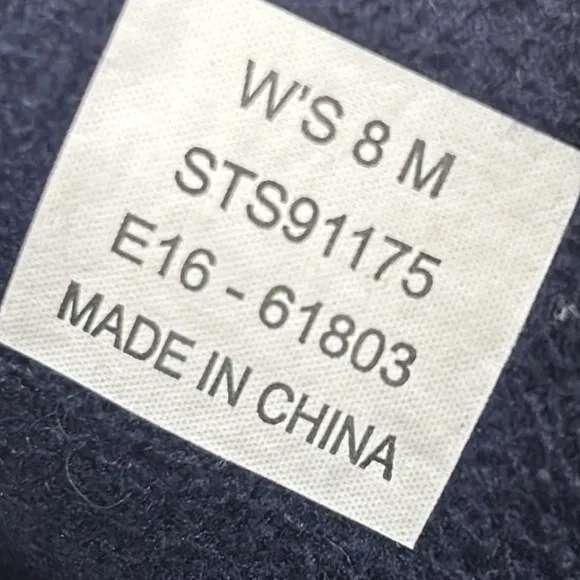 W'S 8 M
STS91175
E16 - 61803
MADE IN CHINA